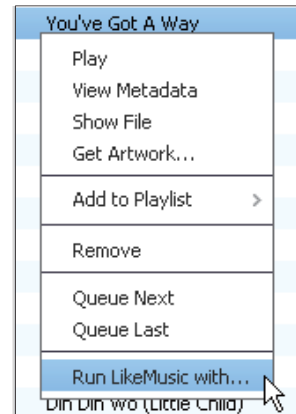 You've Got A Way
Play
View Metadata
Show File
Get Artwork...
Add to Playlist >
Remove
Queue Next
Queue Last
Run LikeMusic with...
Din Din Wo (Little Child)